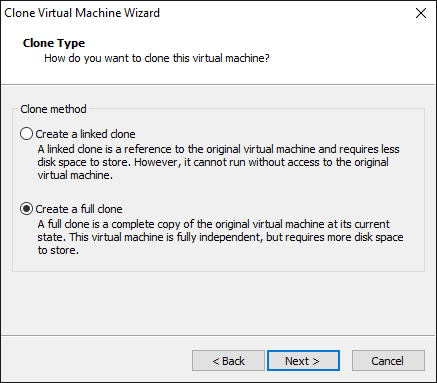 Clone Virtual Machine Wizard
Clone Type
How do you want to clone this virtual machine?
Clone method
Create a linked clone
A linked clone is a reference to the original virtual machine and requires less
disk space to store. However, it cannot run without access to the original
virtual machine.
Create a full clone
A full clone is a complete copy of the original virtual machine at its current
state. This virtual machine is fully independent, but requires more disk space
to store.
< Back Next > Cancel